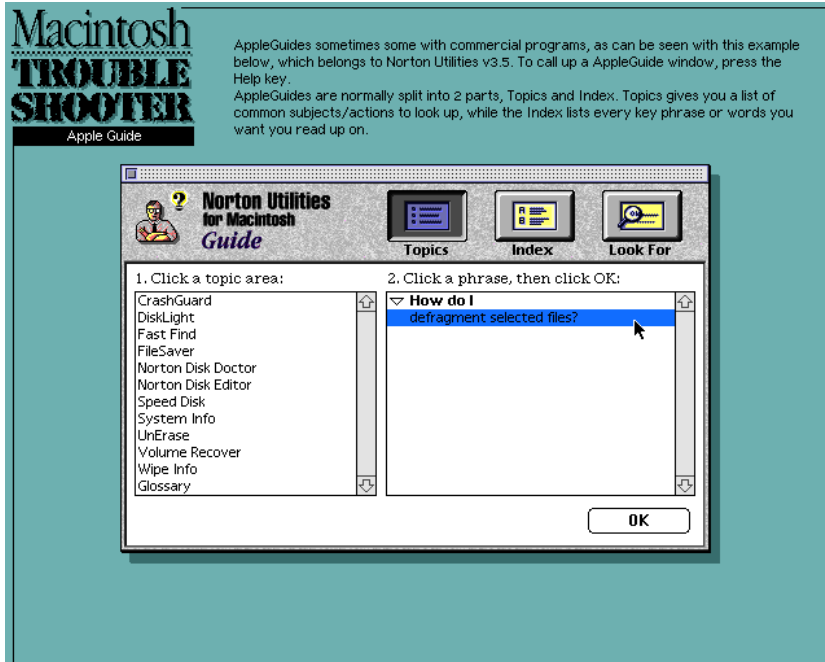 Macintosh
TROUBLE
SHOOTER
Apple Guide
AppleGuides sometimes some with commercial programs, as can be seen with this example
below, which belongs to Norton Utilities v3.5. To call up a AppleGuide window, press the
Help key.
AppleGuides are normally split into 2 parts, Topics and Index. Topics gives you a list of
common subjects/actions to look up, while the Index lists every key phrase or words you
want you read up on.
Norton Utilities
for Macintosh
Guide
Topics
Index
Look For
1. Click a topic area:
CrashGuard
DiskLight
Fast Find
FileSaver
Norton Disk Doctor
Norton Disk Editor
Speed Disk
System Info
UnErase
Volume Recover
Wipe Info
Glossary
2. Click a phrase, then click OK:
How do I
defragment selected files?
OK